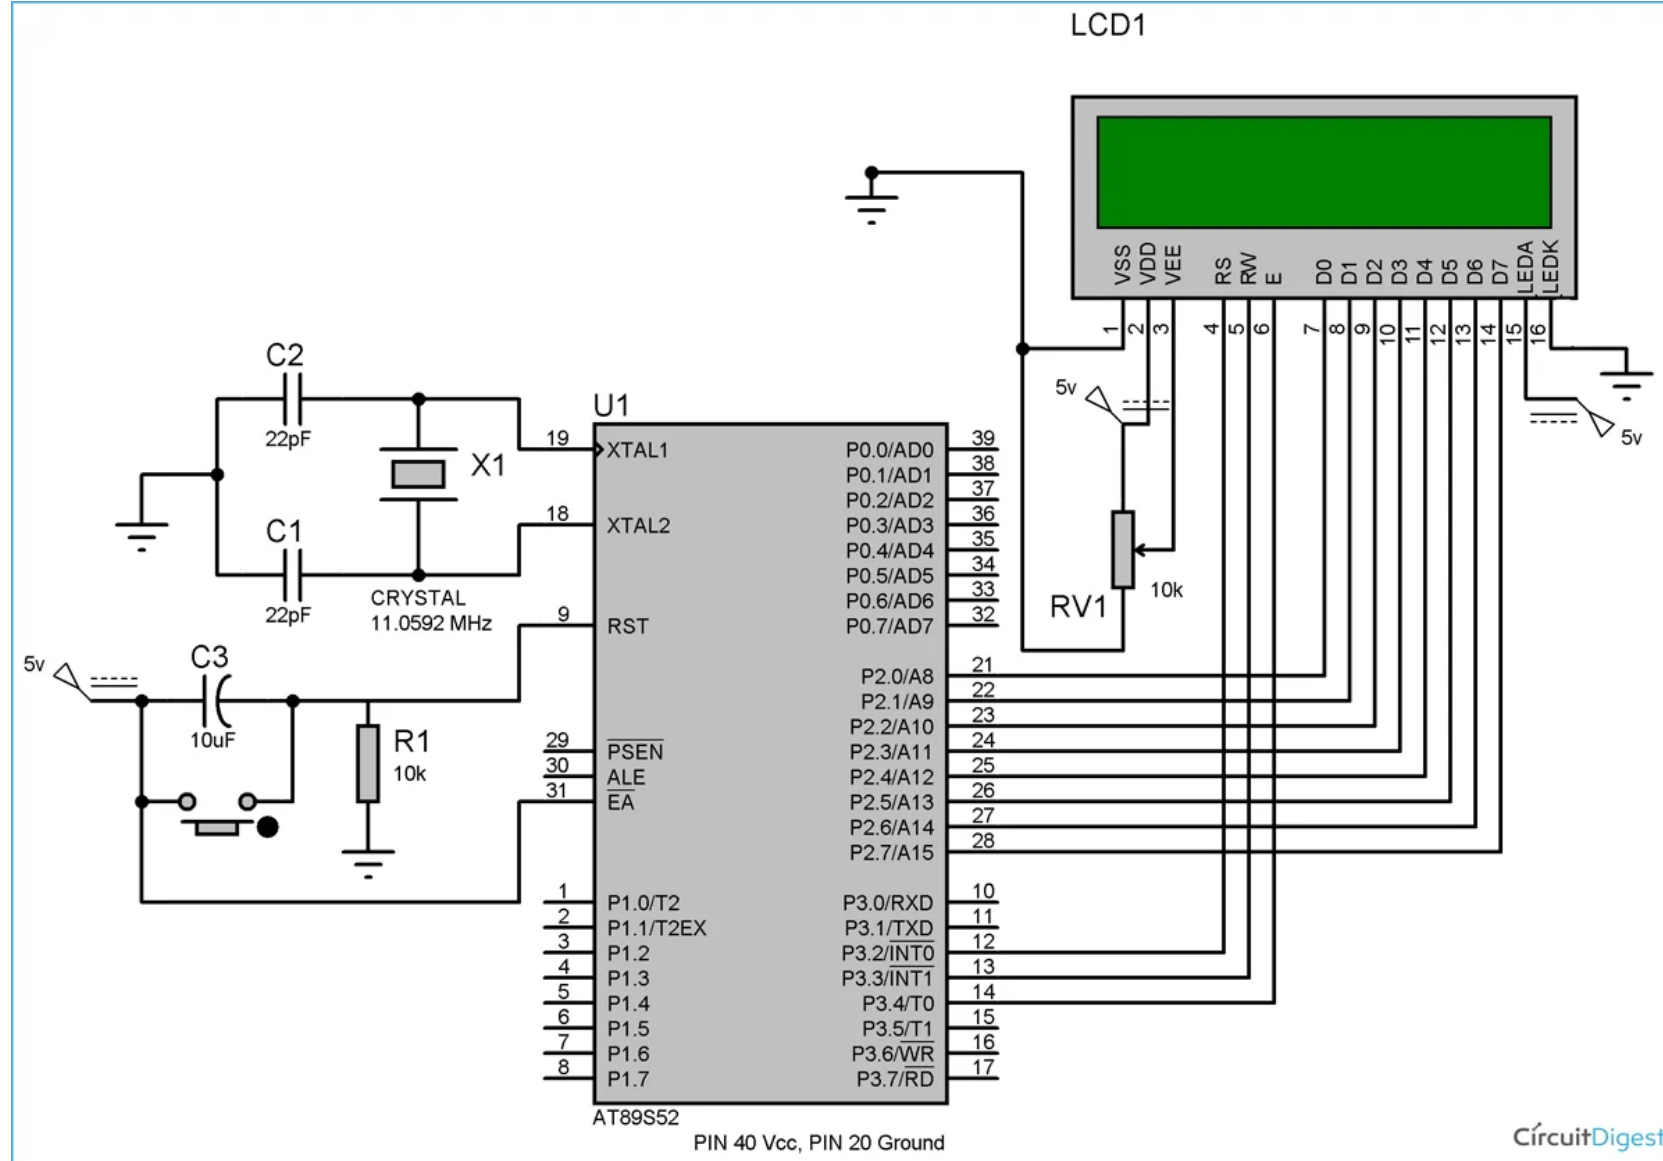 LCD1
VSS
VDD
VEE
RS
RW
E
D0
D1
D2
D3
D4
D5
D6
D7
LEDA
LEDK
1
2
3
4
5
6
7
8
9
10
11
12
13
14
15
16
5v
5v
C2
22pF
X1
C1
22pF
CRYSTAL
11.0592 MHz
5v
C3
10uF
R1
10k
RV1
10k
U1
19 XTAL1
18 XTAL2
9 RST
29 PSEN
30 ALE
31 EA
1 P1.0/T2
2 P1.1/T2EX
3 P1.2
4 P1.3
5 P1.4
6 P1.5
7 P1.6
8 P1.7
P0.0/AD0 39
P0.1/AD1 38
P0.2/AD2 37
P0.3/AD3 36
P0.4/AD4 35
P0.5/AD5 34
P0.6/AD6 33
P0.7/AD7 32
P2.0/A8 21
P2.1/A9 22
P2.2/A10 23
P2.3/A11 24
P2.4/A12 25
P2.5/A13 26
P2.6/A14 27
P2.7/A15 28
P3.0/RXD 10
P3.1/TXD 11
P3.2/INT0 12
P3.3/INT1 13
P3.4/T0 14
P3.5/T1 15
P3.6/WR 16
P3.7/RD 17
AT89S52
PIN 40 Vcc, PIN 20 Ground
CircuitDigest